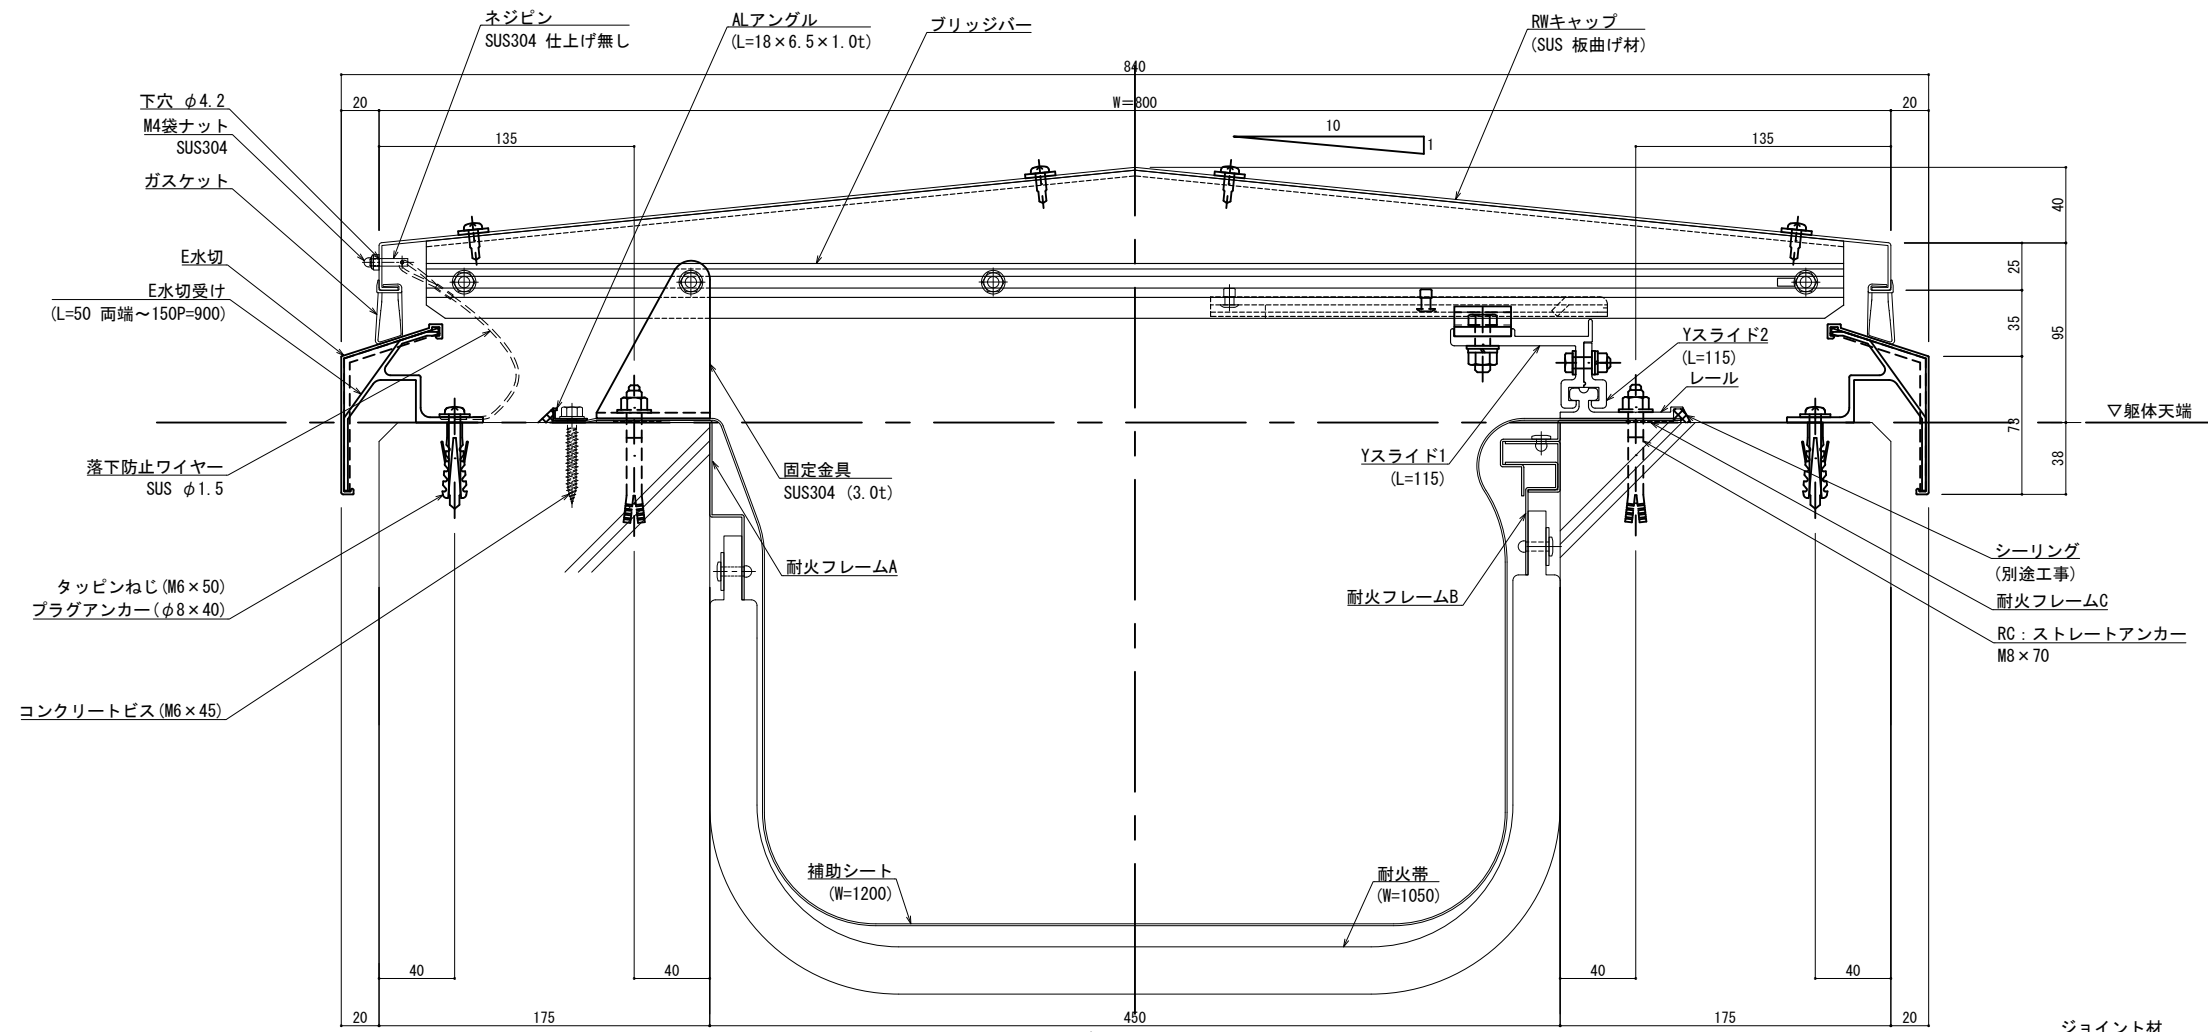 ネジピン
SUS304 仕上げ無し
ALアングル
(L=18×6.5×1.0t)
ブリッジバー
RWキャップ
(SUS 板曲げ材)
840
下穴 φ4.2
20
W=800
20
M4袋ナット
SUS304
135
10
1
135
ガスケット
40
E水切
25
E水切受け
(L=50 両端～150P=900)
35
95
Yスライド2
(L=115)
レール
▽躯体天端
73
38
落下防止ワイヤー
SUS φ1.5
固定金具
SUS304 (3.0t)
Yスライド1
(L=115)
シーリング
(別途工事)
耐火フレームA
タッピンねじ(M6×50)
プラグアンカー(φ8×40)
耐火フレームB
耐火フレームC
RC：ストレートアンカー
M8×70
コンクリートビス(M6×45)
補助シート
(W=1200)
耐火帯
(W=1050)
40
40
40
40
20
175
450
175
20
ジョイント材